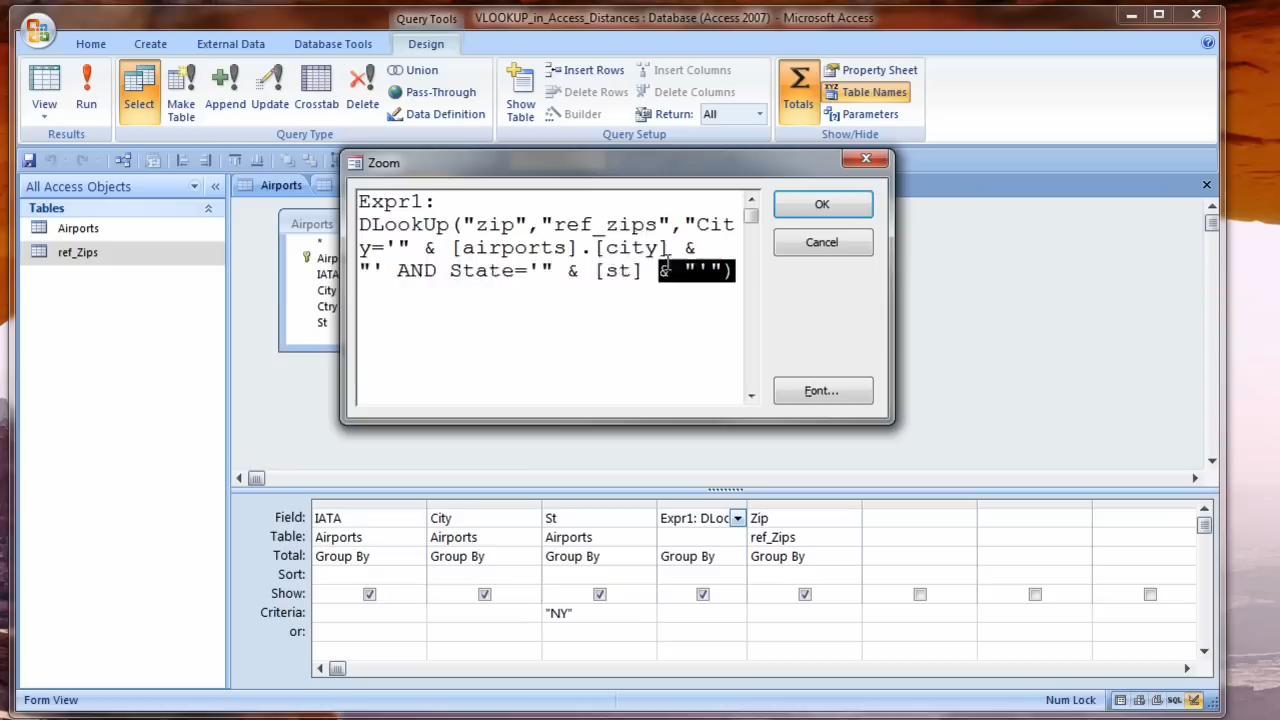 Query Tools
VLOOKUP_in_Access_Distances : Database (Access 2007) - Microsoft Access
Home Create External Data Database Tools Design
View Run
Results
Select Make Table Append Update Crosstab Delete
Union
Pass-Through
Data Definition
Query Type
Show Table
Insert Rows
Delete Rows
Builder
Insert Columns
Delete Columns
Return: All
Query Setup
Totals
Property Sheet
Table Names
Parameters
Show/Hide
All Access Objects
Tables
Airports
ref_Zips
Airports
Airports
*
IATA
City
Ctry
St
Zoom
Expr1:
DLookUp("zip","ref_zips","Cit
y='" & [airports].[city] &
"' AND State='" & [st] & "'")
OK
Cancel
Font...
Field: IATA City St Expr1: DLoc Zip
Table: Airports Airports Airports ref_Zips
Total: Group By Group By Group By Group By Group By
Sort:
Show:
Criteria: "NY"
or:
Form View
Num Lock
SQL